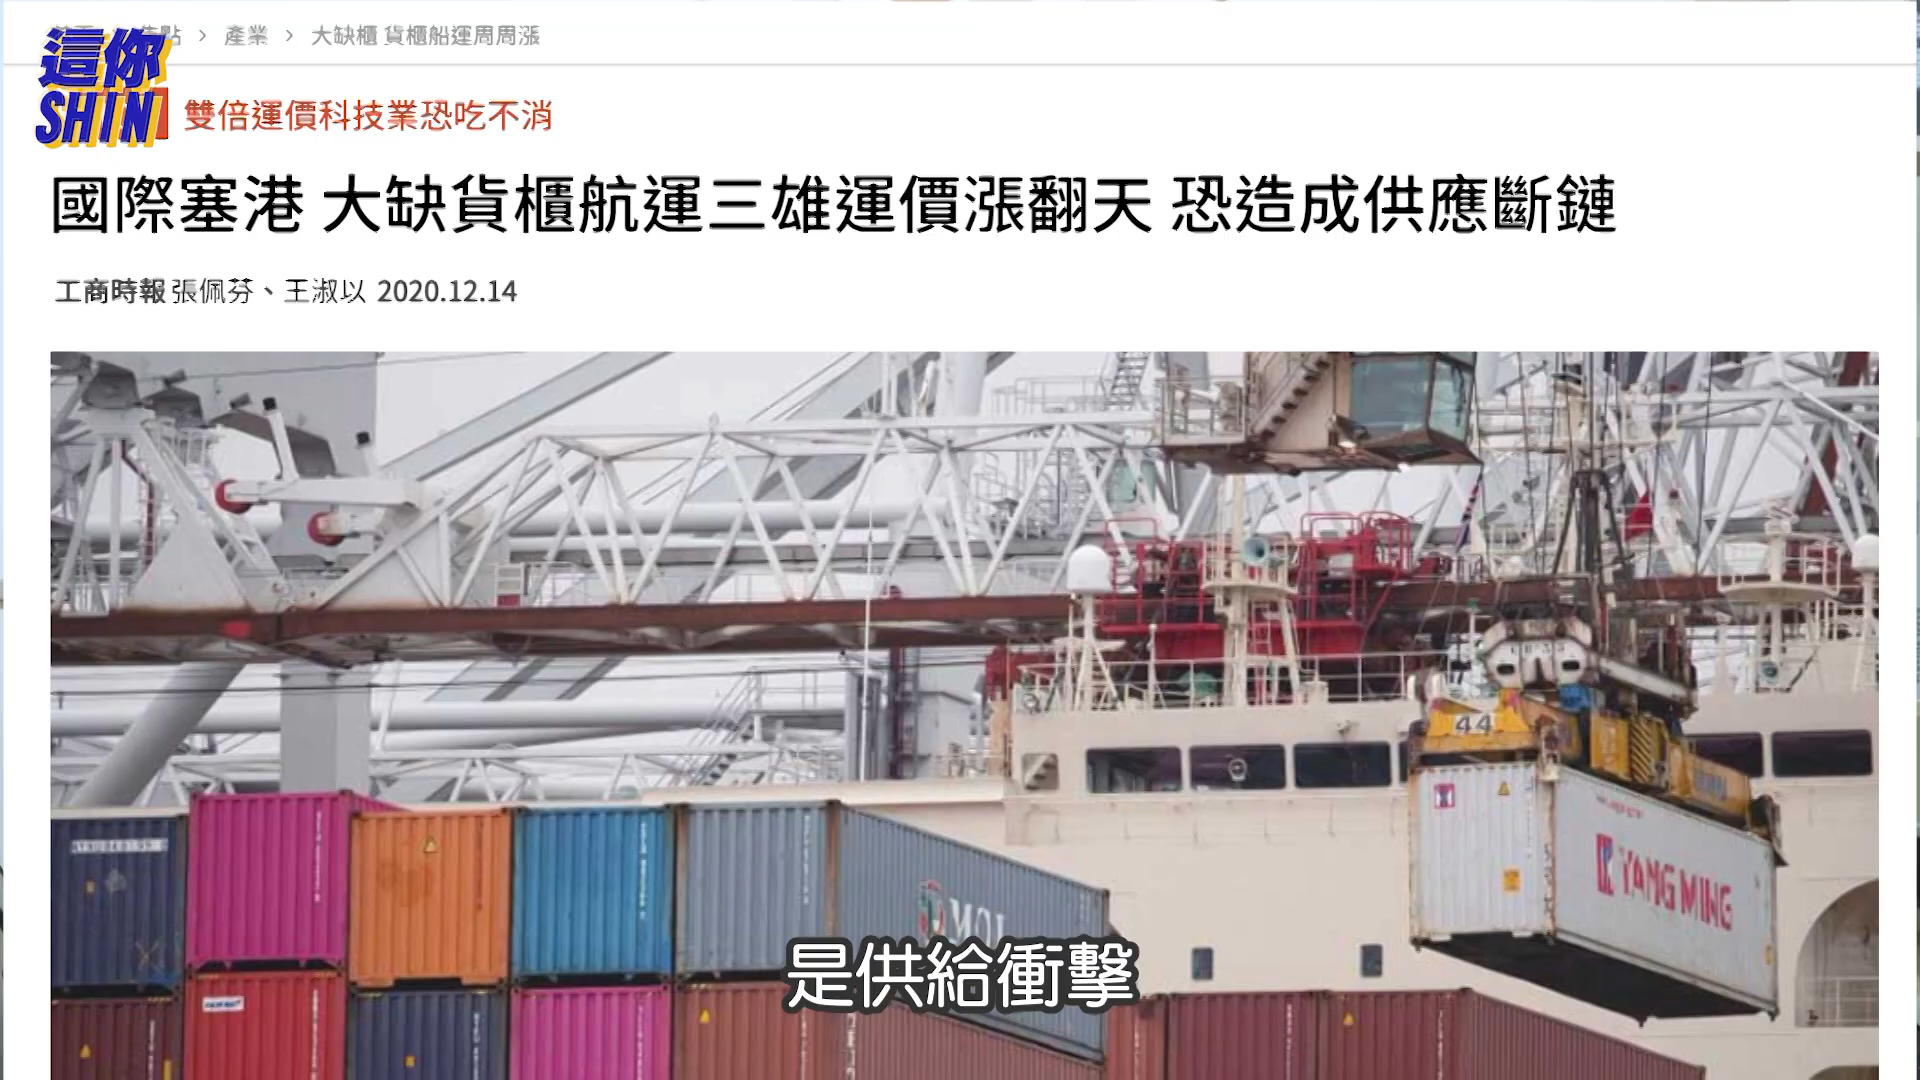 焦點 › 產業 › 大缺櫃 貨櫃船運周周漲
這你
SHIN
雙倍運價科技業恐吃不消
國際塞港 大缺貨櫃航運三雄運價漲翻天 恐造成供應斷鏈
工商時報 張佩芬、王淑以 2020.12.14
44
YANG MING
MOL
是供給衝擊